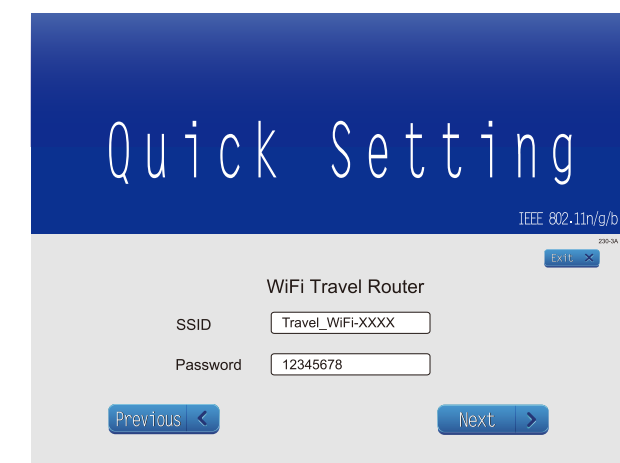 Quick Setting
IEEE 802.11n/g/b
230-3A
Exit ×
WiFi Travel Router
SSID Travel_WiFi-XXXX
Password 12345678
Previous <
Next >